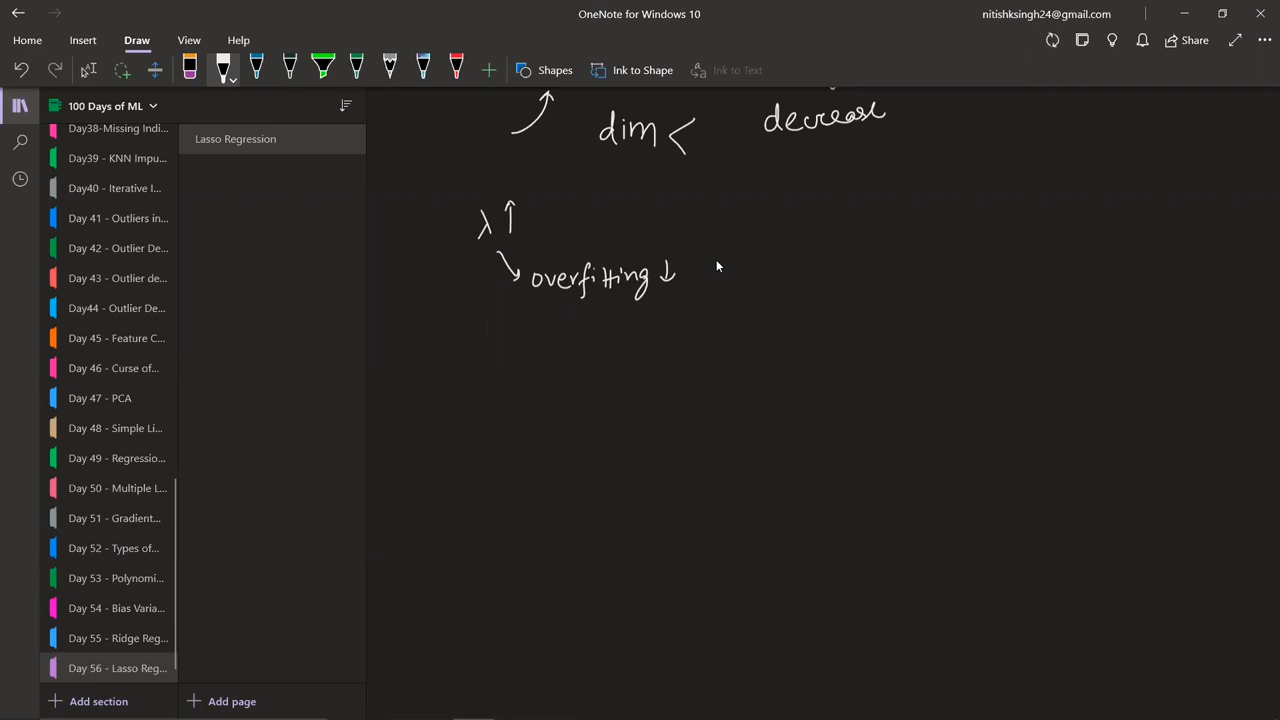 OneNote for Windows 10
nitishksingh24@gmail.com
Home
Insert
Draw
View
Help
Share
Shapes
Ink to Shape
Ink to Text
100 Days of ML
Day38-Missing Indi...
Day39 - KNN Impu...
Day40 - Iterative I...
Day 41 - Outliers in...
Day 42 - Outlier De...
Day 43 - Outlier de...
Day44 - Outlier De...
Day 45 - Feature C...
Day 46 - Curse of...
Day 47 - PCA
Day 48 - Simple Li...
Day 49 - Regressio...
Day 50 - Multiple L...
Day 51 - Gradient...
Day 52 - Types of...
Day 53 - Polynomi...
Day 54 - Bias Varia...
Day 55 - Ridge Reg...
Day 56 - Lasso Reg...
Add section
Lasso Regression
Add page
dim < decrease
λ ↑
↘ overfitting ↓